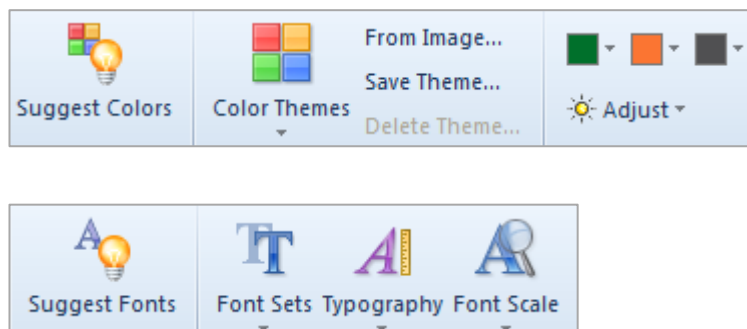 From Image...
Save Theme...
Suggest Colors
Color Themes
Delete Theme...
Adjust
Suggest Fonts
Font Sets
Typography
Font Scale